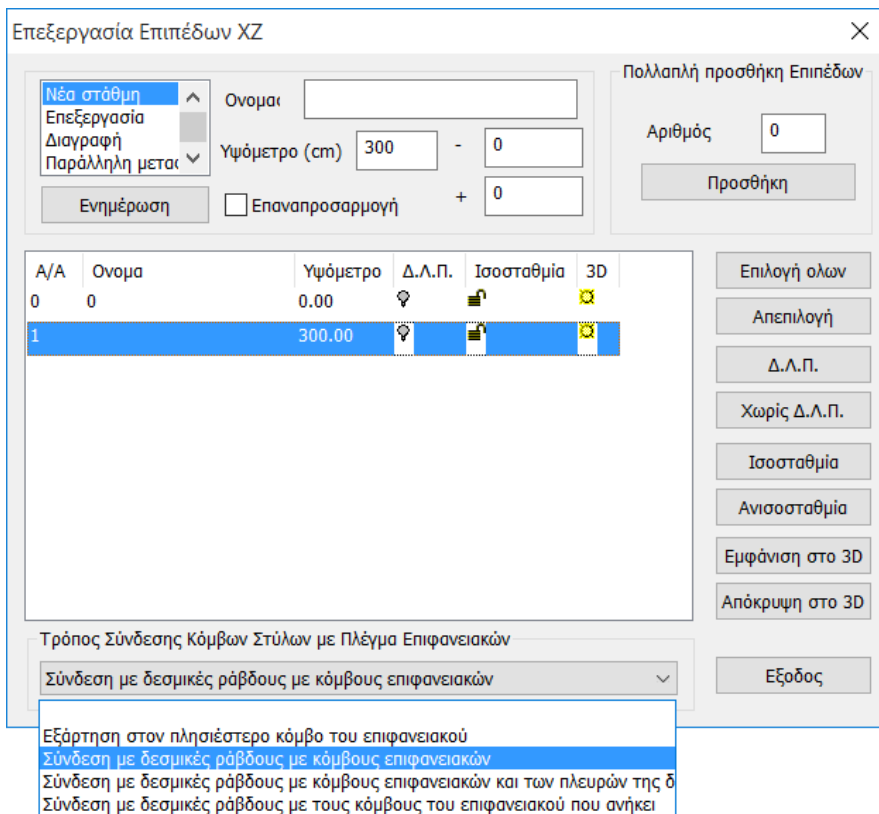 Επεξεργασία Επιπέδων XZ
Νέα στάθμη
Επεξεργασία
Διαγραφή
Παράλληλη μετας
Ονομας
Υψόμετρο (cm) 300 - 0
+ 0
Ενημέρωση
Επαναπροσαρμογή
Πολλαπλή προσθήκη Επιπέδων
Αριθμός 0
Προσθήκη
Α/Α Ονομα Υψόμετρο Δ.Λ.Π. Ισοσταθμία 3D
0 0 0.00
1 300.00
Επιλογή ολων
Απεπιλογή
Δ.Λ.Π.
Χωρίς Δ.Λ.Π.
Ισοσταθμία
Ανισοσταθμία
Εμφάνιση στο 3D
Απόκρυψη στο 3D
Εξοδος
Τρόπος Σύνδεσης Κόμβων Στύλων με Πλέγμα Επιφανειακών
Σύνδεση με δεσμικές ράβδους με κόμβους επιφανειακών
Εξάρτηση στον πλησιέστερο κόμβο του επιφανειακού
Σύνδεση με δεσμικές ράβδους με κόμβους επιφανειακών
Σύνδεση με δεσμικές ράβδους με κόμβους επιφανειακών και των πλευρών της δ
Σύνδεση με δεσμικές ράβδους με τους κόμβους του επιφανειακού που ανήκει